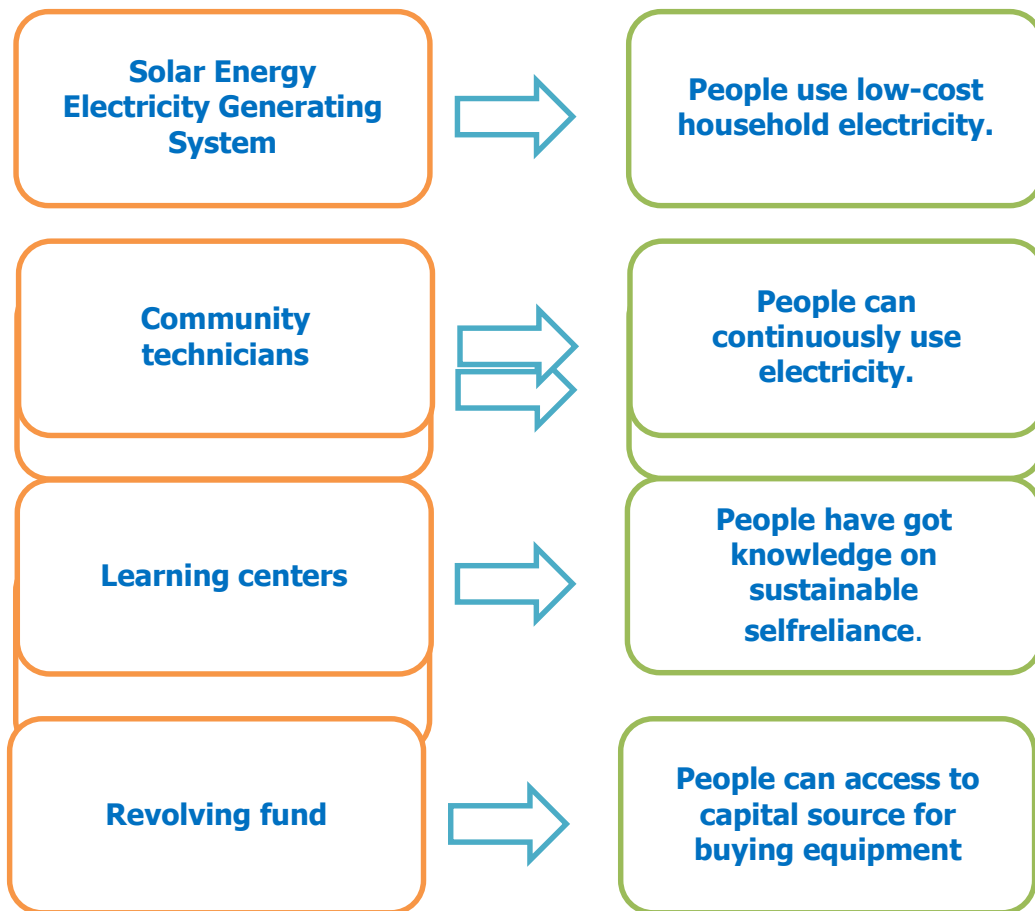 Solar Energy
Electricity Generating
System
People use low-cost
household electricity.
Community
technicians
People can
continuously use
electricity.
Learning centers
People have got
knowledge on
sustainable
selfreliance.
Revolving fund
People can access to
capital source for
buying equipment